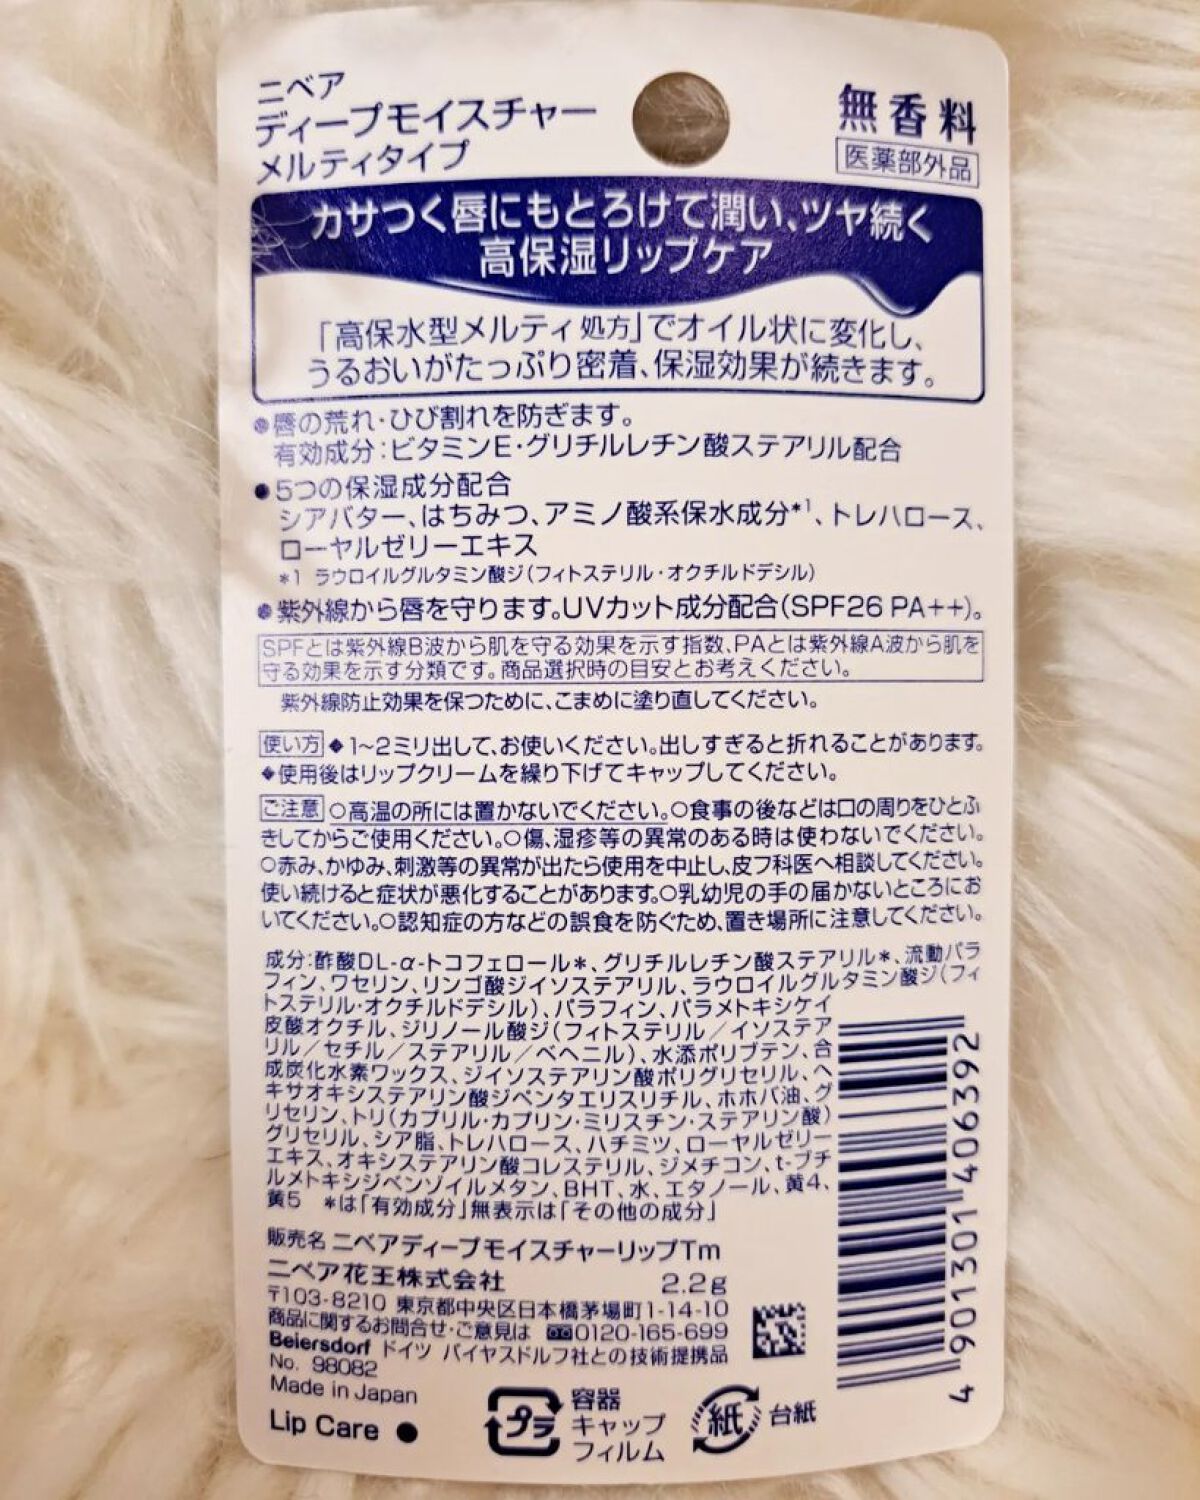 ニベア
ディープモイスチャー
メルティタイプ
無香料
医薬部外品
カサつく唇にもとろけて潤い、ツヤ続く
高保湿リップケア
「高保水型メルティ処方」でオイル状に変化し、
うるおいがたっぷり密着、保湿効果が続きます。
●唇の荒れ・ひび割れを防ぎます。
有効成分:ビタミンE・グリチルレチン酸ステアリル配合
●5つの保湿成分配合
シアバター、はちみつ、アミノ酸系保水成分*1、トレハロース、
ローヤルゼリーエキス
*1 ラウロイルグルタミン酸ジ(フィトステリル・オクチルドデシル)
●紫外線から唇を守ります。UVカット成分配合(SPF26 PA++)。
SPFとは紫外線B波から肌を守る効果を示す指数、PAとは紫外線A波から肌を
守る効果を示す分類です。商品選択時の目安とお考えください。
紫外線防止効果を保つために、こまめに塗り直してください。
使い方 ◆1~2ミリ出して、お使いください。出しすぎると折れることがあります。
◆使用後はリップクリームを繰り下げてキャップしてください。
ご注意 ○高温の所には置かないでください。○食事の後などは口の周りをひとふ
きしてからご使用ください。○傷、湿疹等の異常のある時は使わないでください。
○赤み、かゆみ、刺激等の異常が出たら使用を中止し、皮フ科医へ相談してください。
使い続けると症状が悪化することがあります。○乳幼児の手の届かないところにお
いてください。○認知症の方などの誤食を防ぐため、置き場所に注意してください。
成分:酢酸DL-α-トコフェロール*、グリチルレチン酸ステアリル*、流動パラ
フィン、ワセリン、リンゴ酸ジイソステアリル、ラウロイルグルタミン酸ジ(フィ
トステリル・オクチルドデシル)、パラフィン、パラメトキシケイ
皮酸オクチル、ジリノール酸ジ(フィトステリル/イソステア
リル/セチル/ステアリル/ベヘニル)、水添ポリブテン、合
成炭化水素ワックス、ジイソステアリン酸ポリグリセリル、ヘ
キサオキシステアリン酸ジペンタエリスリチル、ホホバ油、グ
リセリン、トリ(カプリル・カプリン・ミリスチン・ステアリン酸)
グリセリル、シア脂、トレハロース、ハチミツ、ローヤルゼリー
エキス、オキシステアリン酸コレステリル、ジメチコン、t-ブチ
ルメトキシジベンゾイルメタン、BHT、水、エタノール、黄4、
黄5 *は「有効成分」無表示は「その他の成分」
販売名 ニベアディープモイスチャーリップTm
ニベア花王株式会社 2.2g
〒103-8210 東京都中央区日本橋茅場町1-14-10
商品に関するお問合せ・ご意見は 0120-165-699
Beiersdorf ドイツ バイヤスドルフ社との技術提携品
No. 98082
Made in Japan
Lip Care ●
プラ
容器
キャップ
フィルム
紙
台紙
4 901301 406392